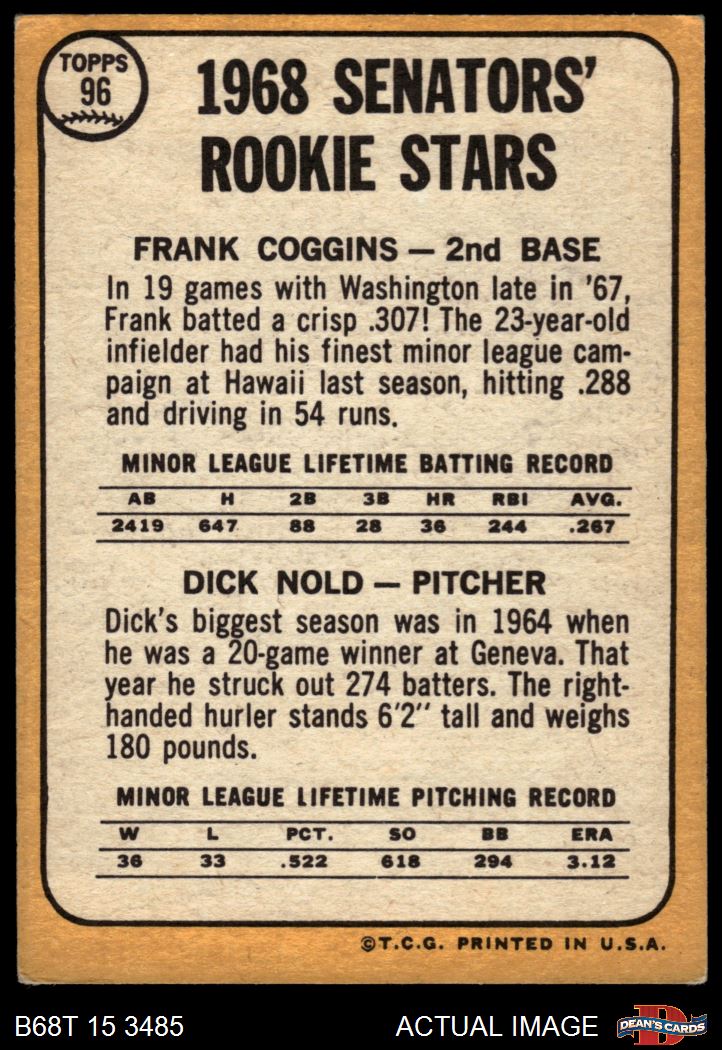 TOPPS
96
1968 SENATORS'
ROOKIE STARS
FRANK COGGINS — 2nd BASE
In 19 games with Washington late in '67,
Frank batted a crisp .307! The 23-year-old
infielder had his finest minor league cam-
paign at Hawaii last season, hitting .288
and driving in 54 runs.
MINOR LEAGUE LIFETIME BATTING RECORD
AB H 2B 3B HR RBI AVG.
2419 647 88 28 36 244 .267
DICK NOLD — PITCHER
Dick's biggest season was in 1964 when
he was a 20-game winner at Geneva. That
year he struck out 274 batters. The right-
handed hurler stands 6'2" tall and weighs
180 pounds.
MINOR LEAGUE LIFETIME PITCHING RECORD
W L PCT. SO BB ERA
36 33 .522 618 294 3.12
©T.C.G. PRINTED IN U.S.A.
B68T 15 3485 ACTUAL IMAGE
D
DEAN'S CARDS